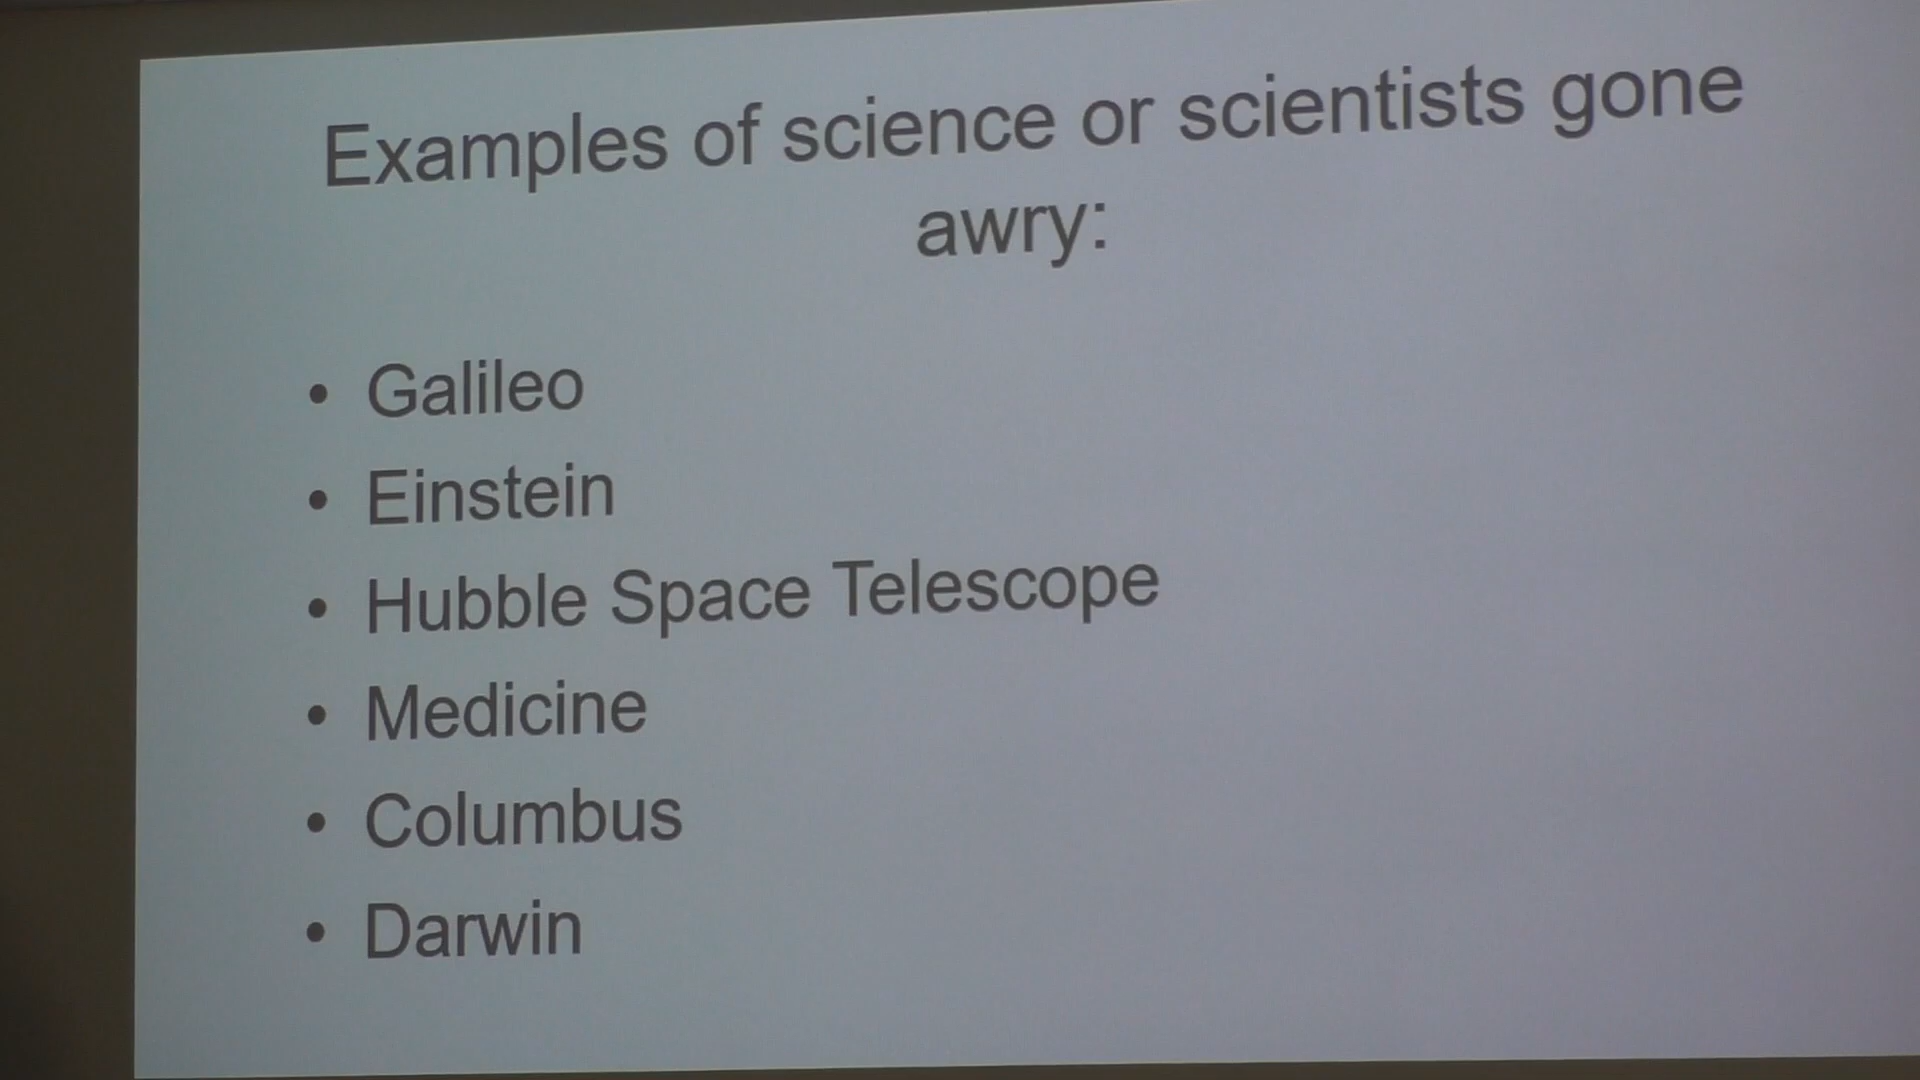 Examples of science or scientists gone
awry:
• Galileo
• Einstein
• Hubble Space Telescope
• Medicine
• Columbus
• Darwin